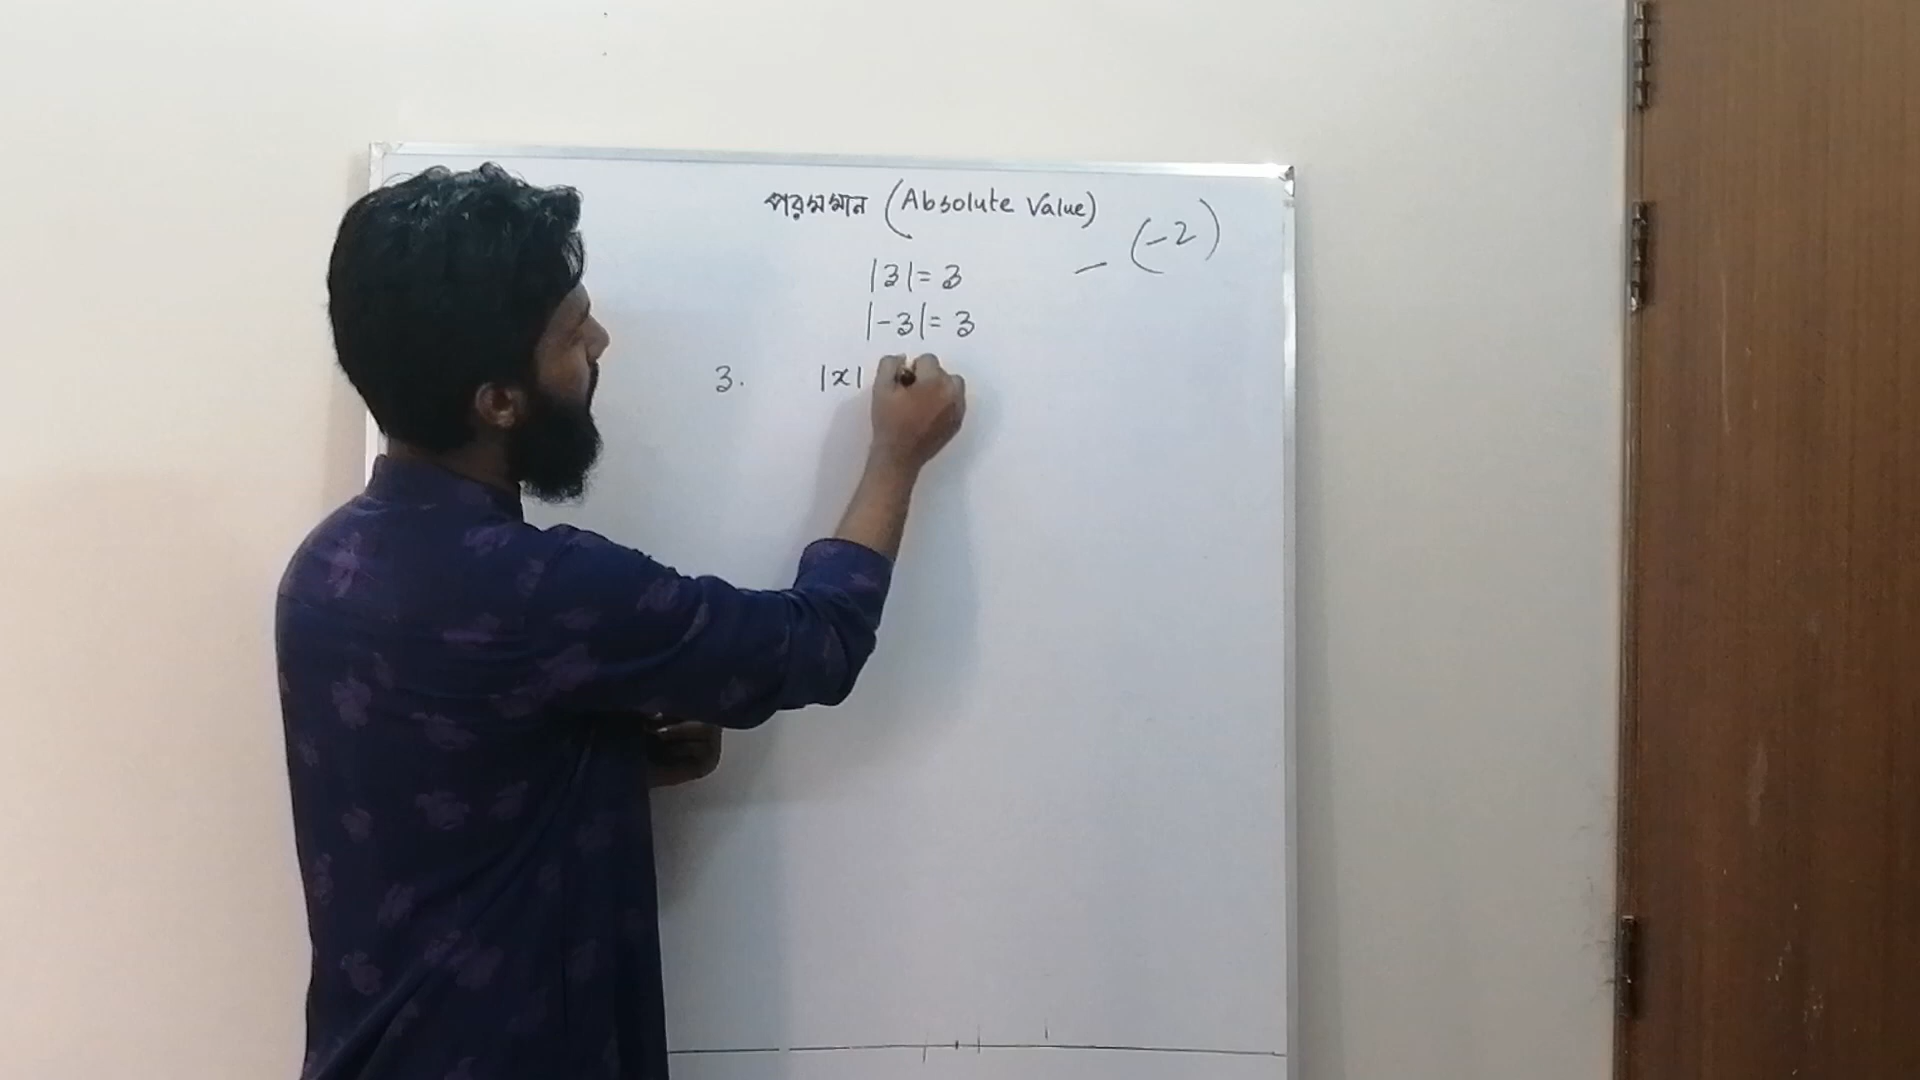 পরমমান (Absolute Value)
- (-2)
|3| = 3
|-3| = 3
3. |x|